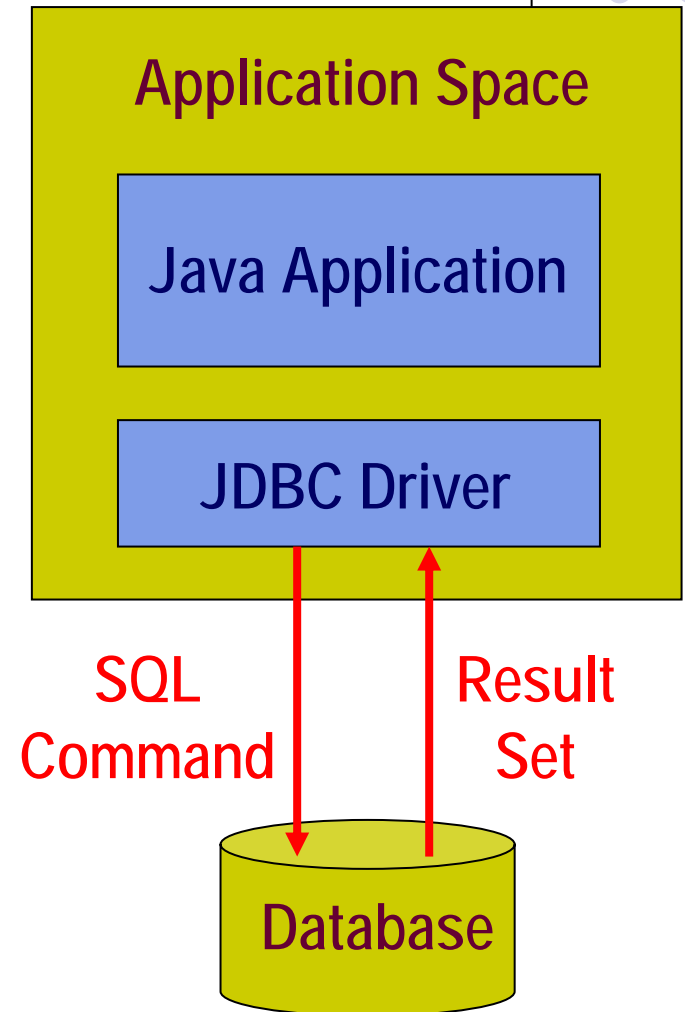 Application Space
Java Application
JDBC Driver
SQL
Command
Result
Set
Database